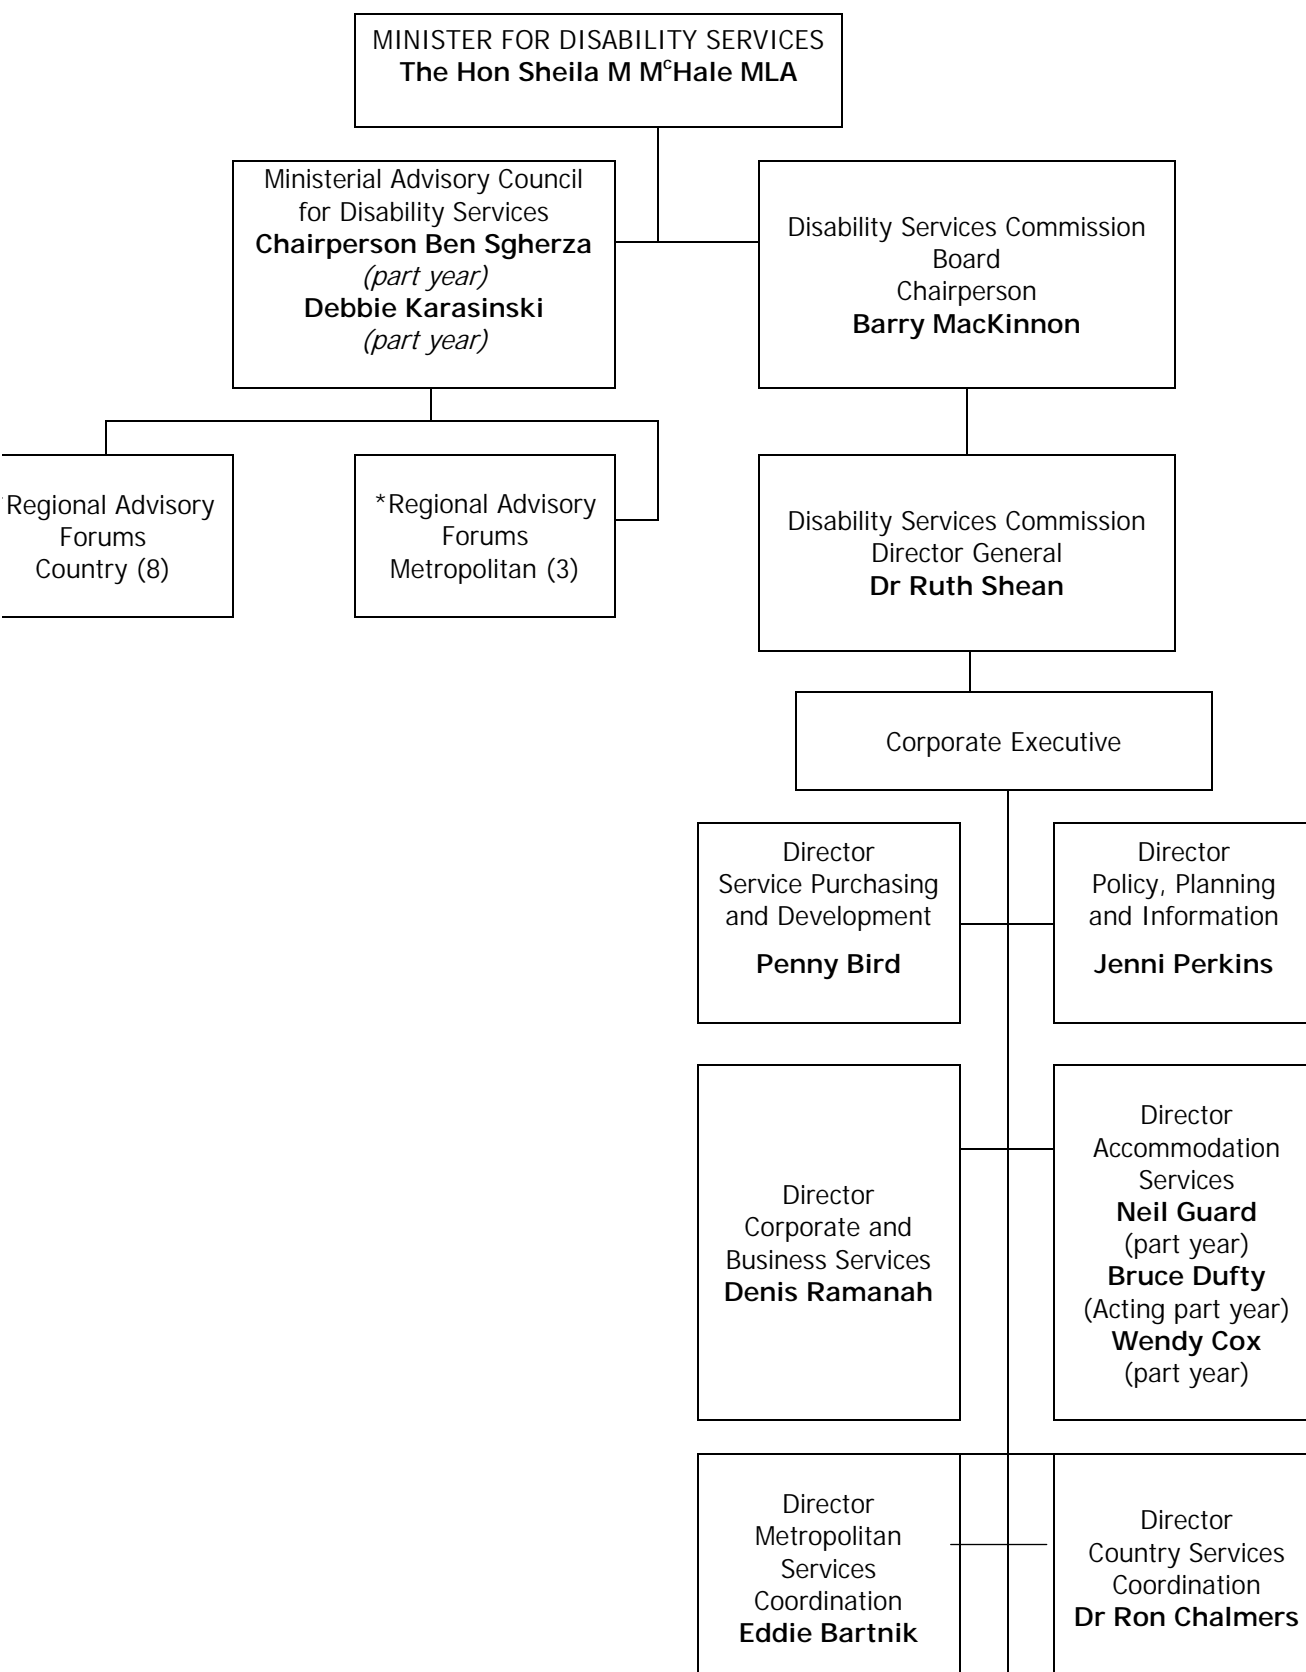 MINISTER FOR DISABILITY SERVICES
The Hon Sheila M McHale MLA
Ministerial Advisory Council
for Disability Services
Chairperson Ben Sgherza
(part year)
Debbie Karasinski
(part year)
Disability Services Commission
Board
Chairperson
Barry MacKinnon
Regional Advisory
Forums
Country (8)
*Regional Advisory
Forums
Metropolitan (3)
Disability Services Commission
Director General
Dr Ruth Shean
Corporate Executive
Director
Service Purchasing
and Development
Penny Bird
Director
Policy, Planning
and Information
Jenni Perkins
Director
Corporate and
Business Services
Denis Ramanah
Director
Accommodation
Services
Neil Guard
(part year)
Bruce Dufty
(Acting part year)
Wendy Cox
(part year)
Director
Metropolitan
Services
Coordination
Eddie Bartnik
Director
Country Services
Coordination
Dr Ron Chalmers